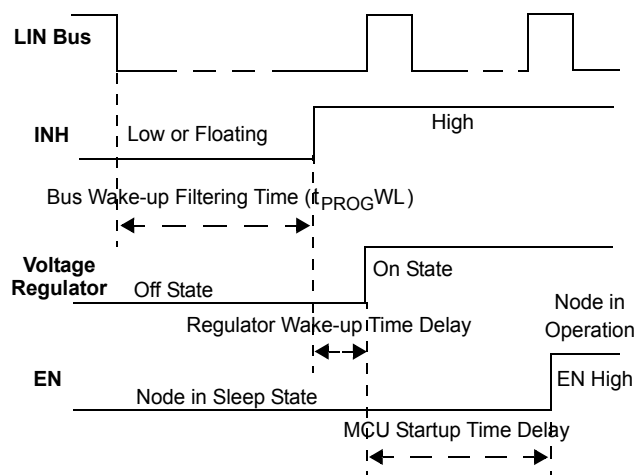 LIN Bus
INH
Low or Floating
High
Bus Wake-up Filtering Time (tPROGWL)
Voltage
Regulator
On State
Off State
Node in
Operation
Regulator Wake-up Time Delay
EN
Node in Sleep State
EN High
MCU Startup Time Delay